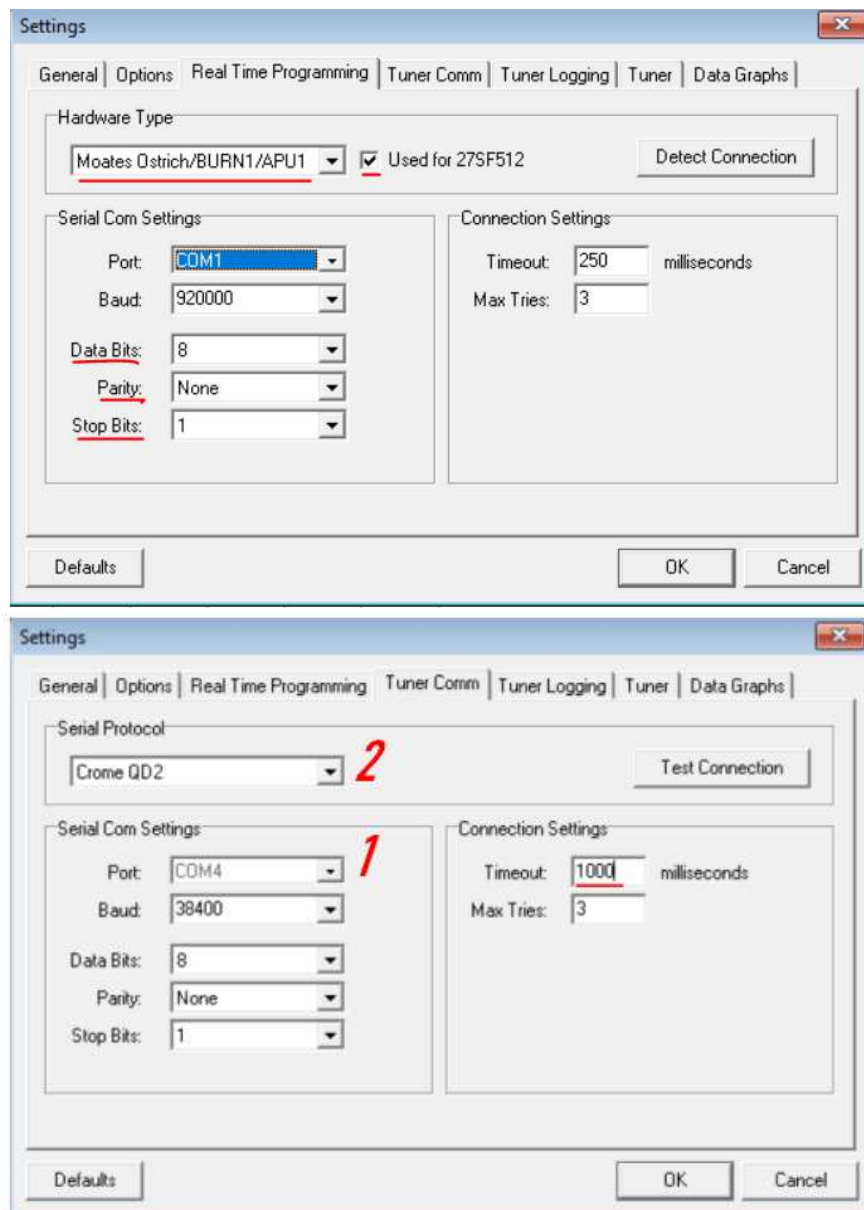 Settings
General Options Real Time Programming Tuner Comm Tuner Logging Tuner Data Graphs
Hardware Type
Moates Ostrich/BURN1/APU1 Used for 27SF512 Detect Connection
Serial Com Settings Connection Settings
Port: COM1 Timeout: 250 milliseconds
Baud: 920000 Max Tries: 3
Data Bits: 8
Parity: None
Stop Bits: 1
Defaults OK Cancel
Settings
General Options Real Time Programming Tuner Comm Tuner Logging Tuner Data Graphs
Serial Protocol
Crome QD2 2 Test Connection
Serial Com Settings 1 Connection Settings
Port: COM4 Timeout: 1000 milliseconds
Baud: 38400 Max Tries: 3
Data Bits: 8
Parity: None
Stop Bits: 1
Defaults OK Cancel